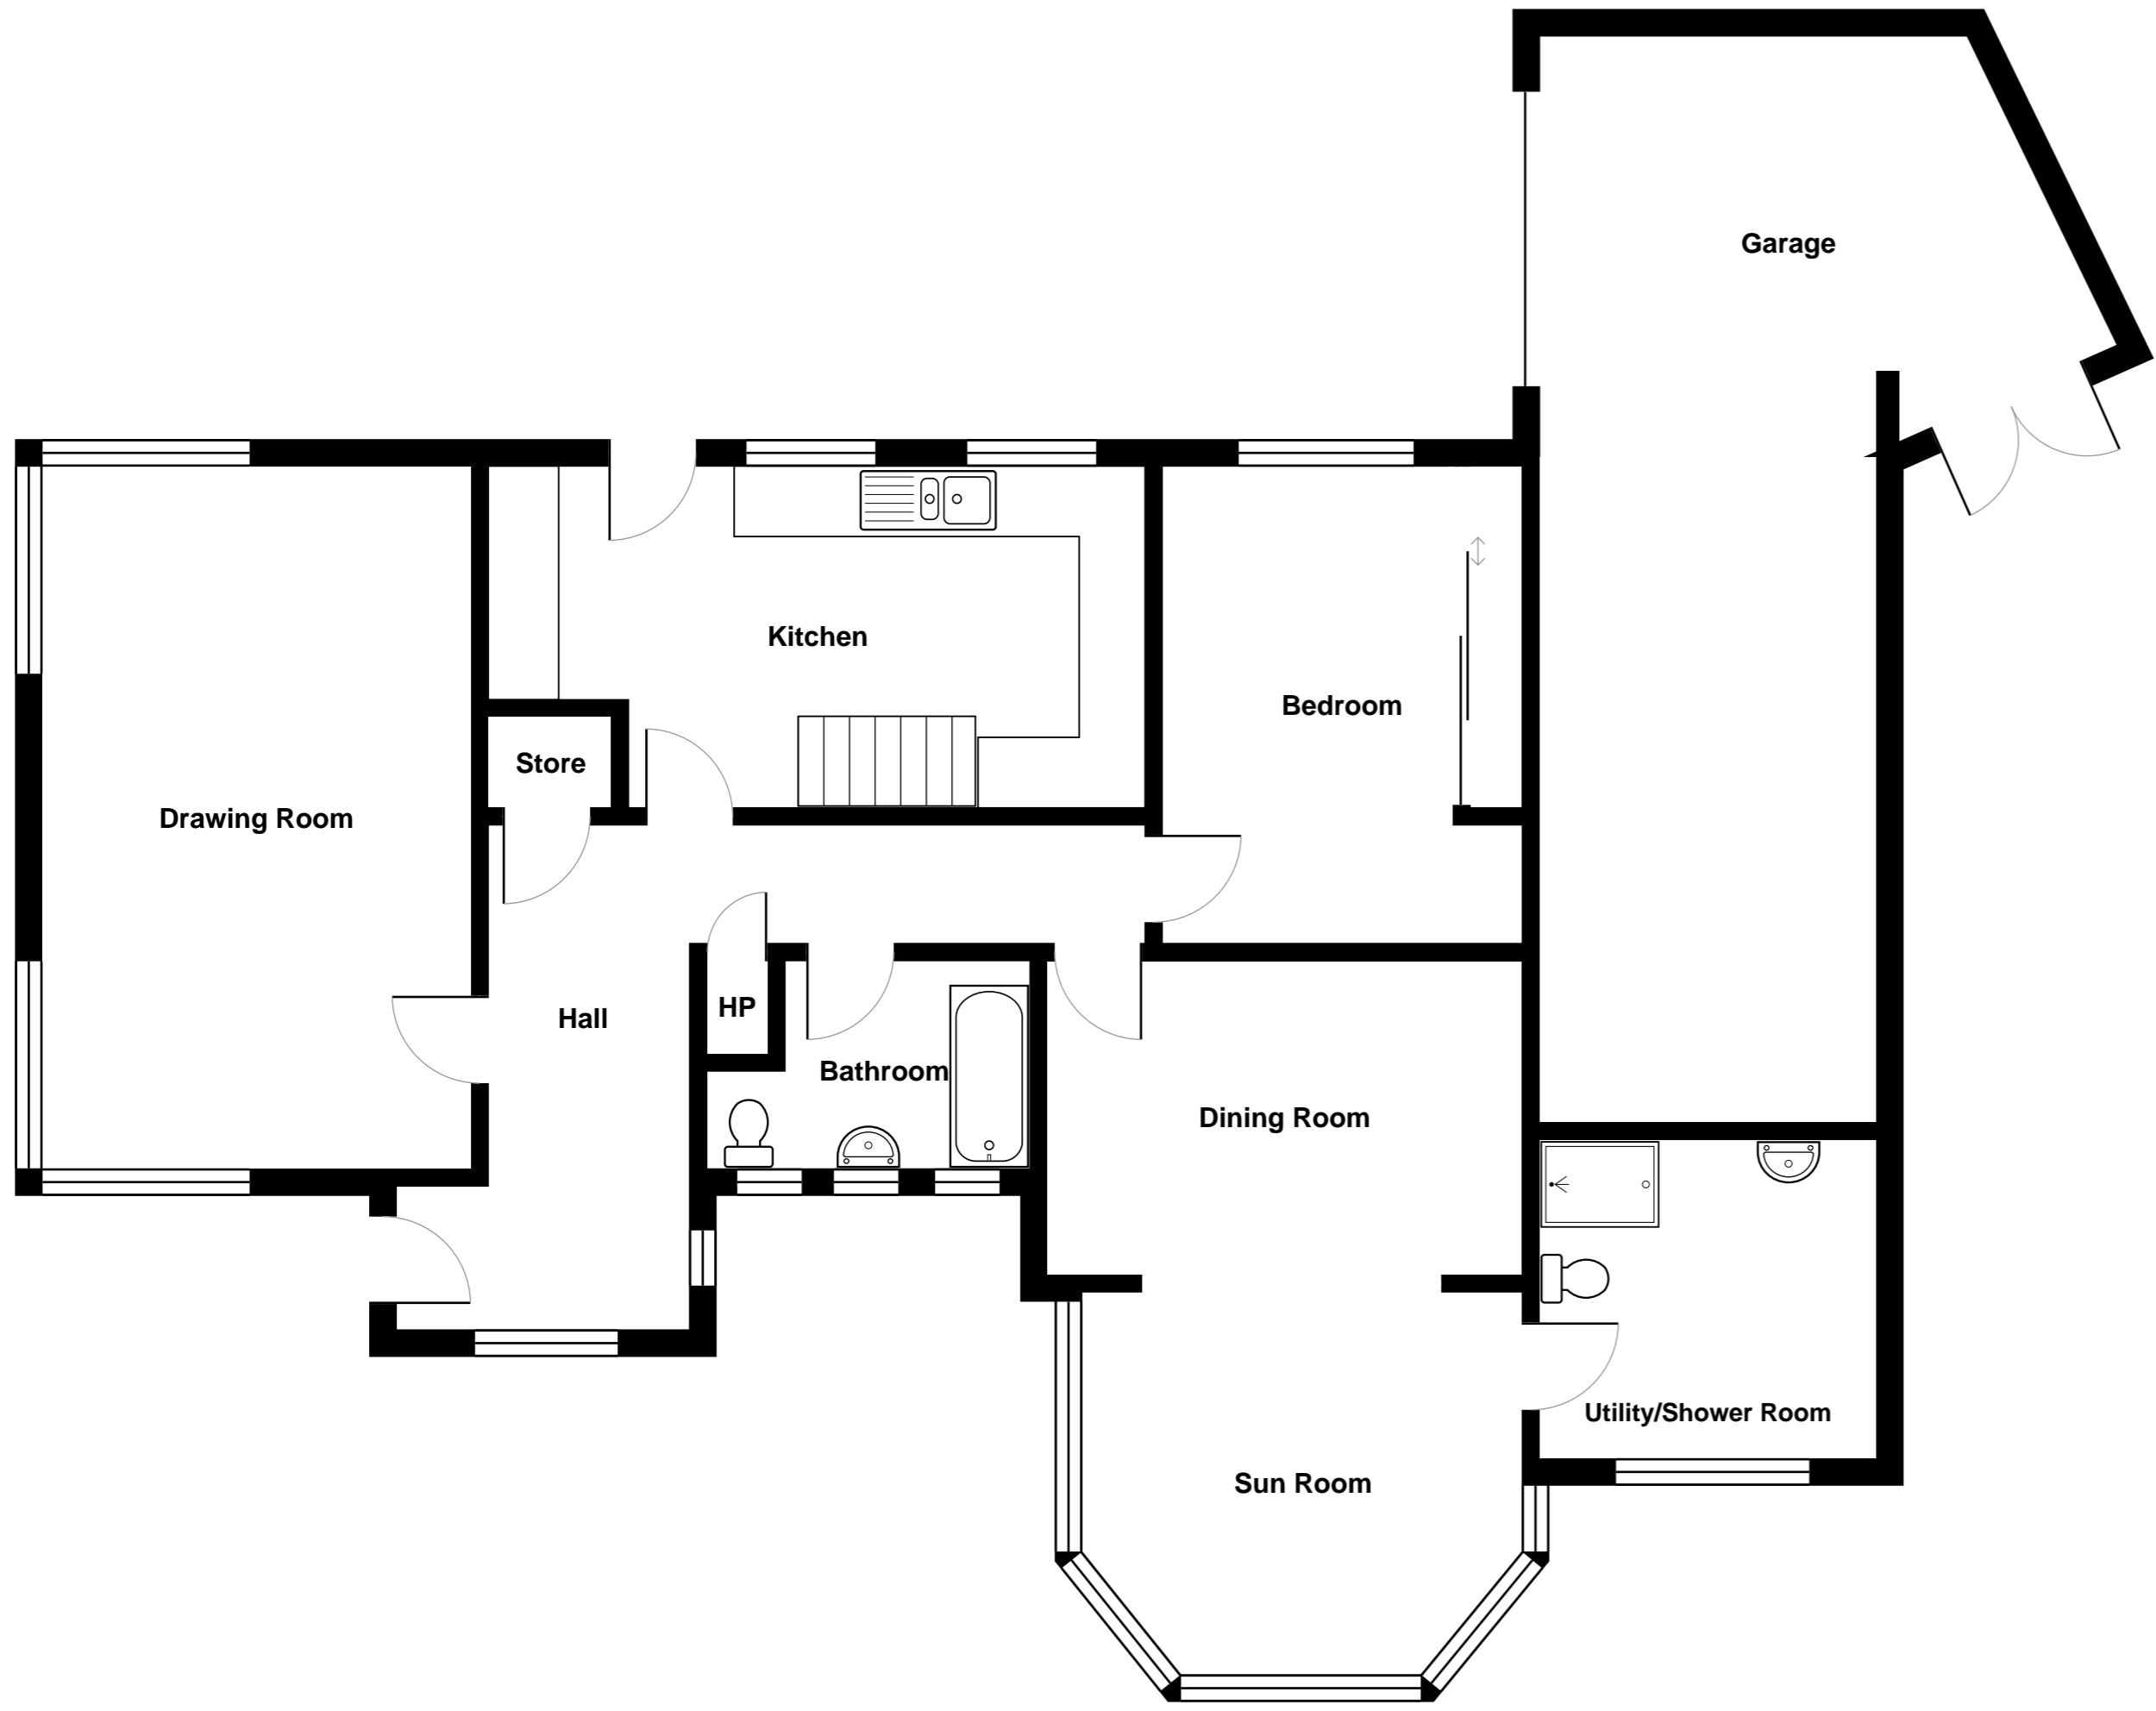 Garage
Kitchen
Bedroom
Store
Drawing Room
HP
Hall
Bathroom
Dining Room
Utility/Shower Room
Sun Room